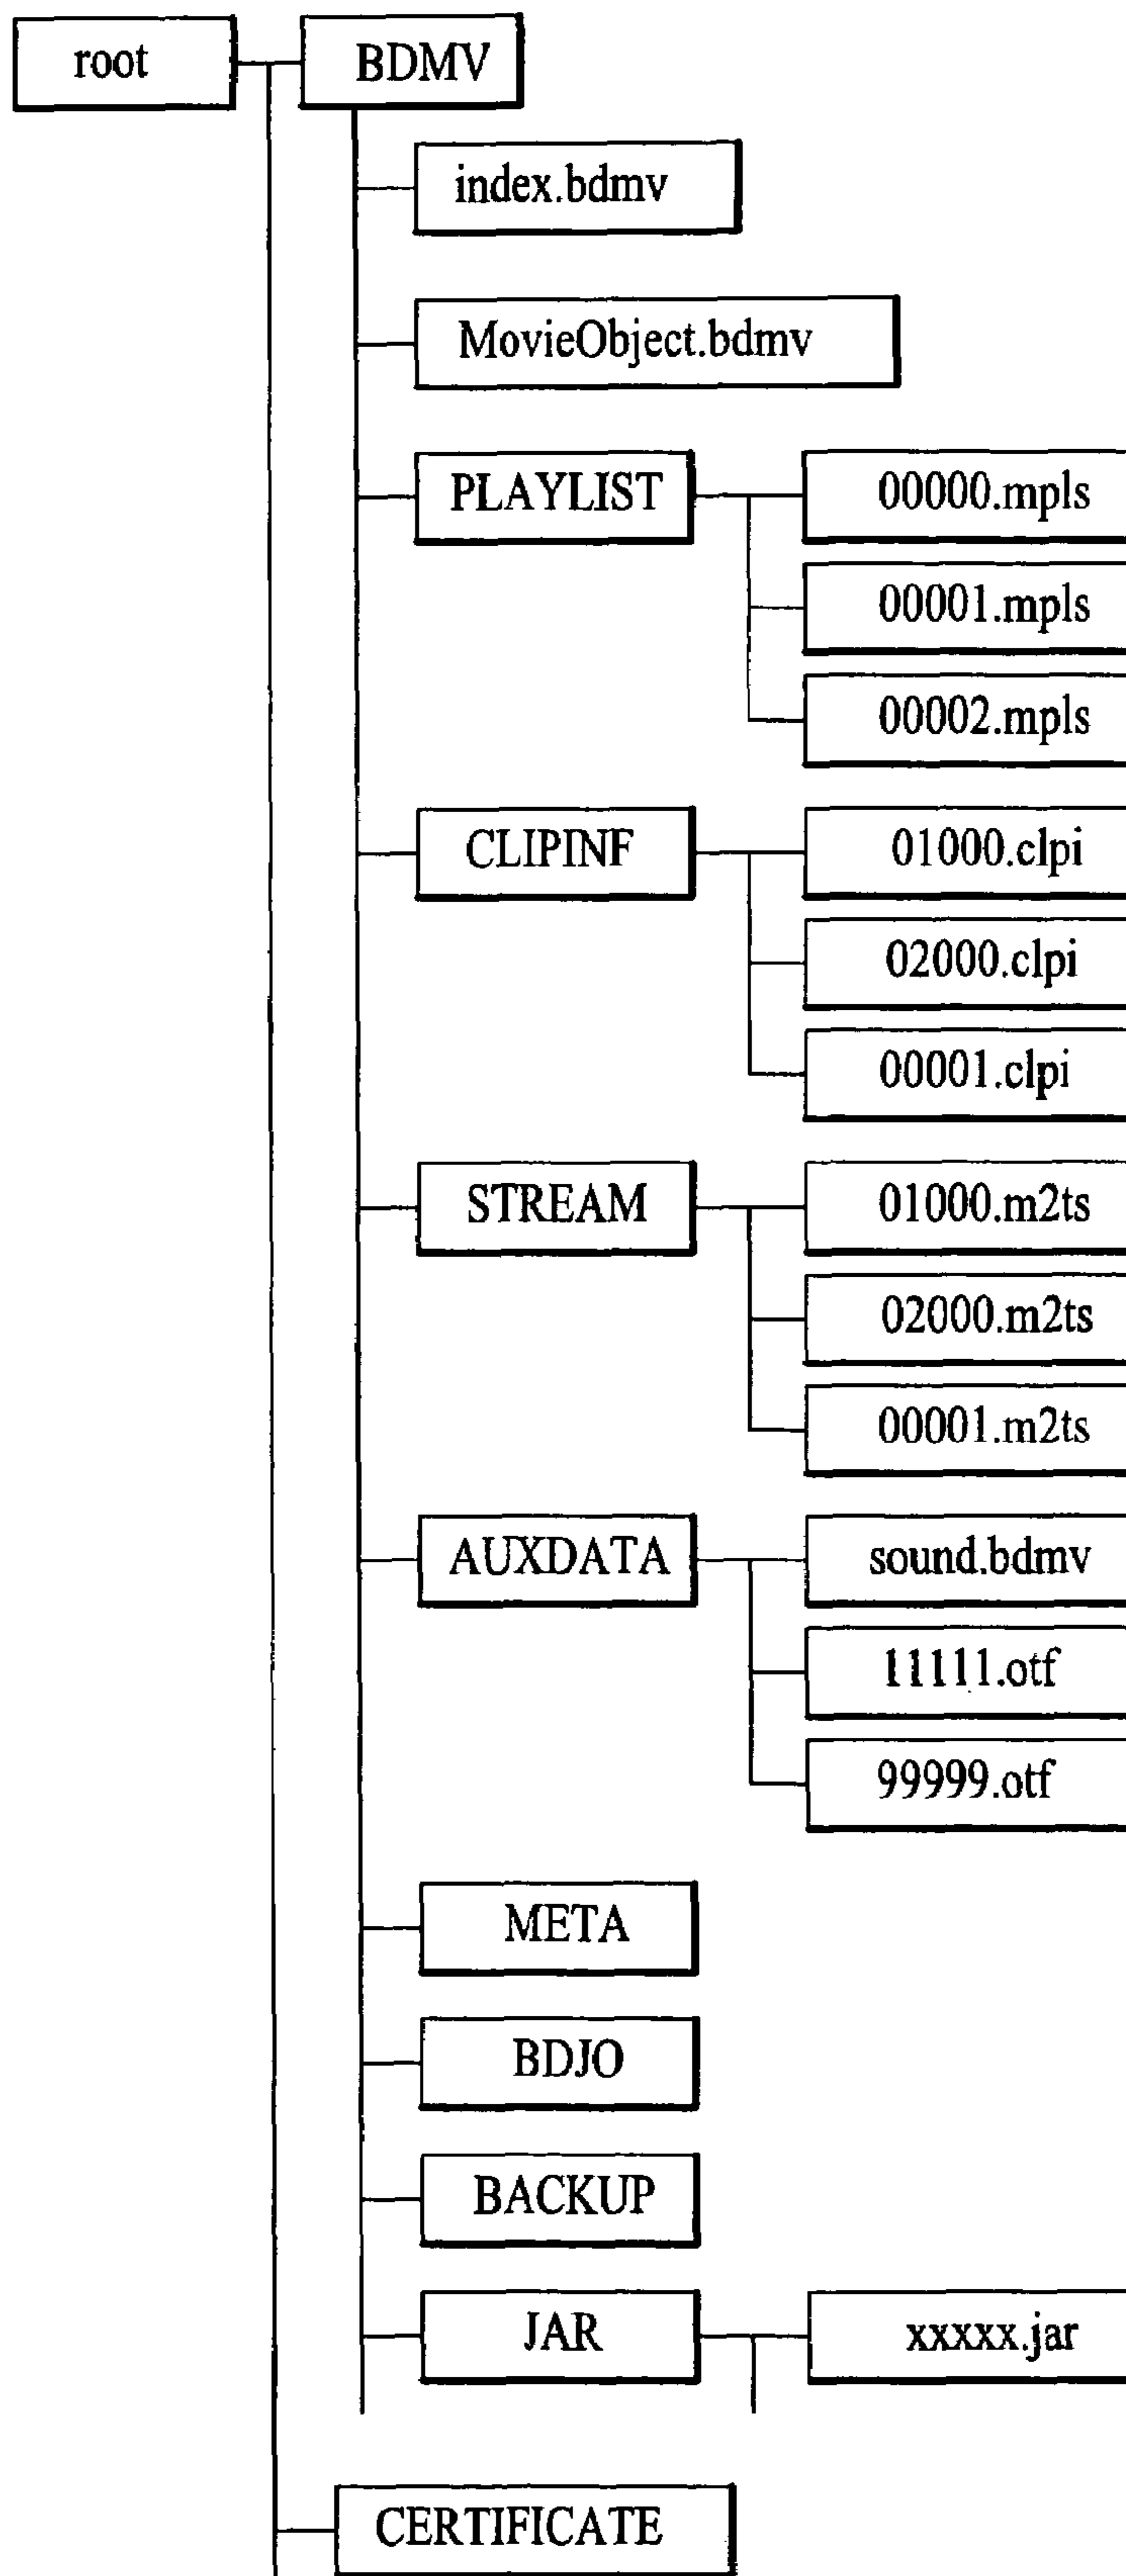 root
BDMV
index.bdmv
MovieObject.bdmv
PLAYLIST
00000.mpls
00001.mpls
00002.mpls
CLIPINF
01000.clpi
02000.clpi
00001.clpi
STREAM
01000.m2ts
02000.m2ts
00001.m2ts
AUXDATA
sound.bdmv
11111.otf
99999.otf
META
BDJO
BACKUP
JAR
xxxxx.jar
CERTIFICATE